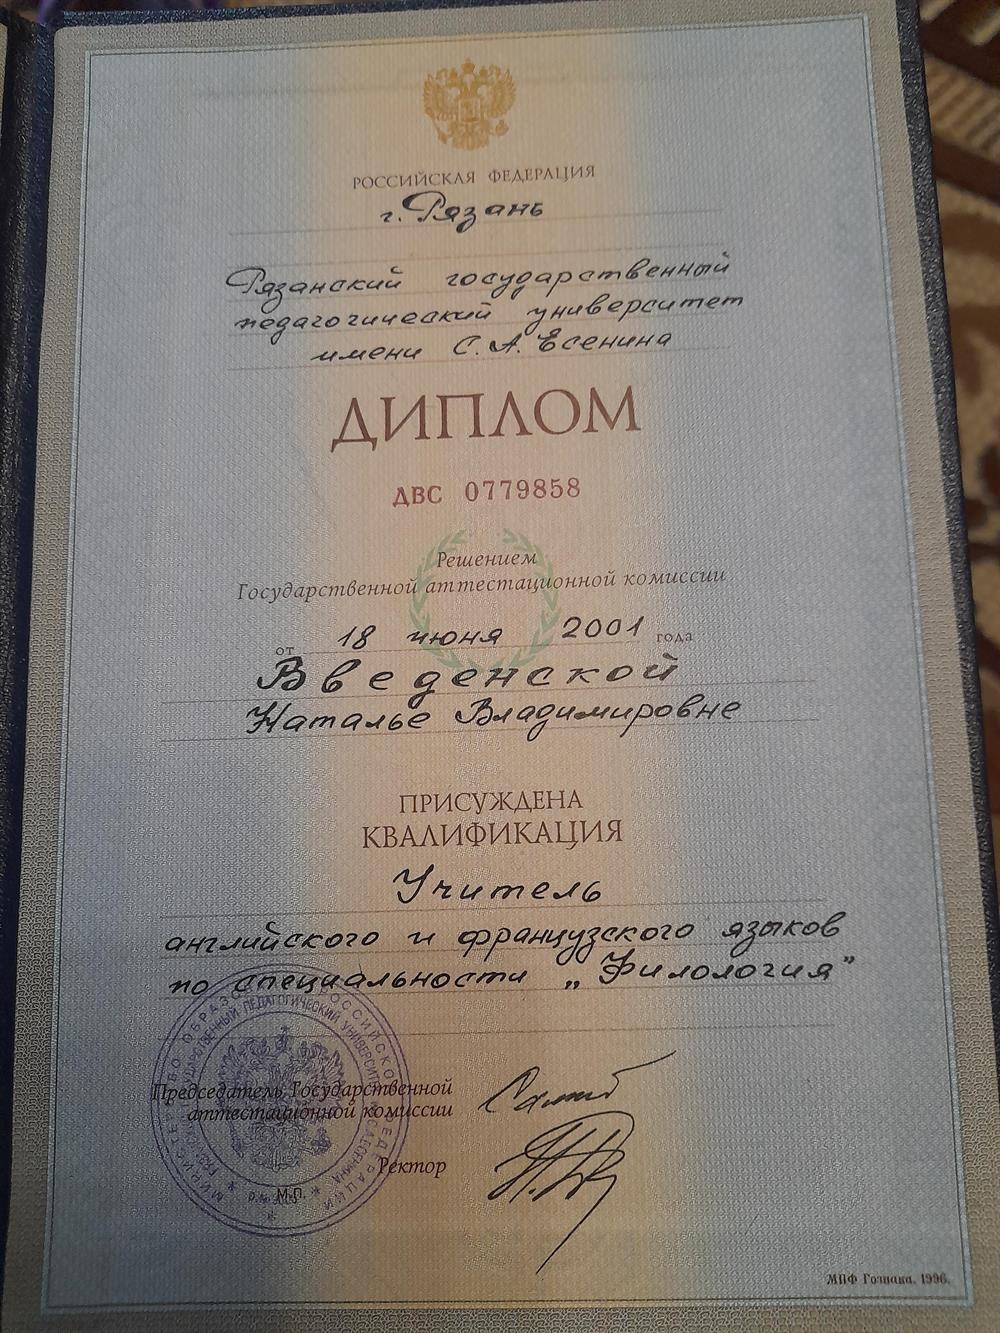 РОССИЙСКАЯ ФЕДЕРАЦИЯ
г. Рязань
Рязанский государственный
педагогический университет
имени С. А. Есенина
ДИПЛОМ
ДВС 0779858
Решением
Государственной аттестационной комиссии
от 18 июня 2001 года
Введенской
Наталье Владимировне
ПРИСУЖДЕНА
КВАЛИФИКАЦИЯ
Учитель
английского и французского языков
по специальности „Филология”
Председатель Государственной
аттестационной комиссии
Ректор
М.П.
МПФ Гознака. 1996.